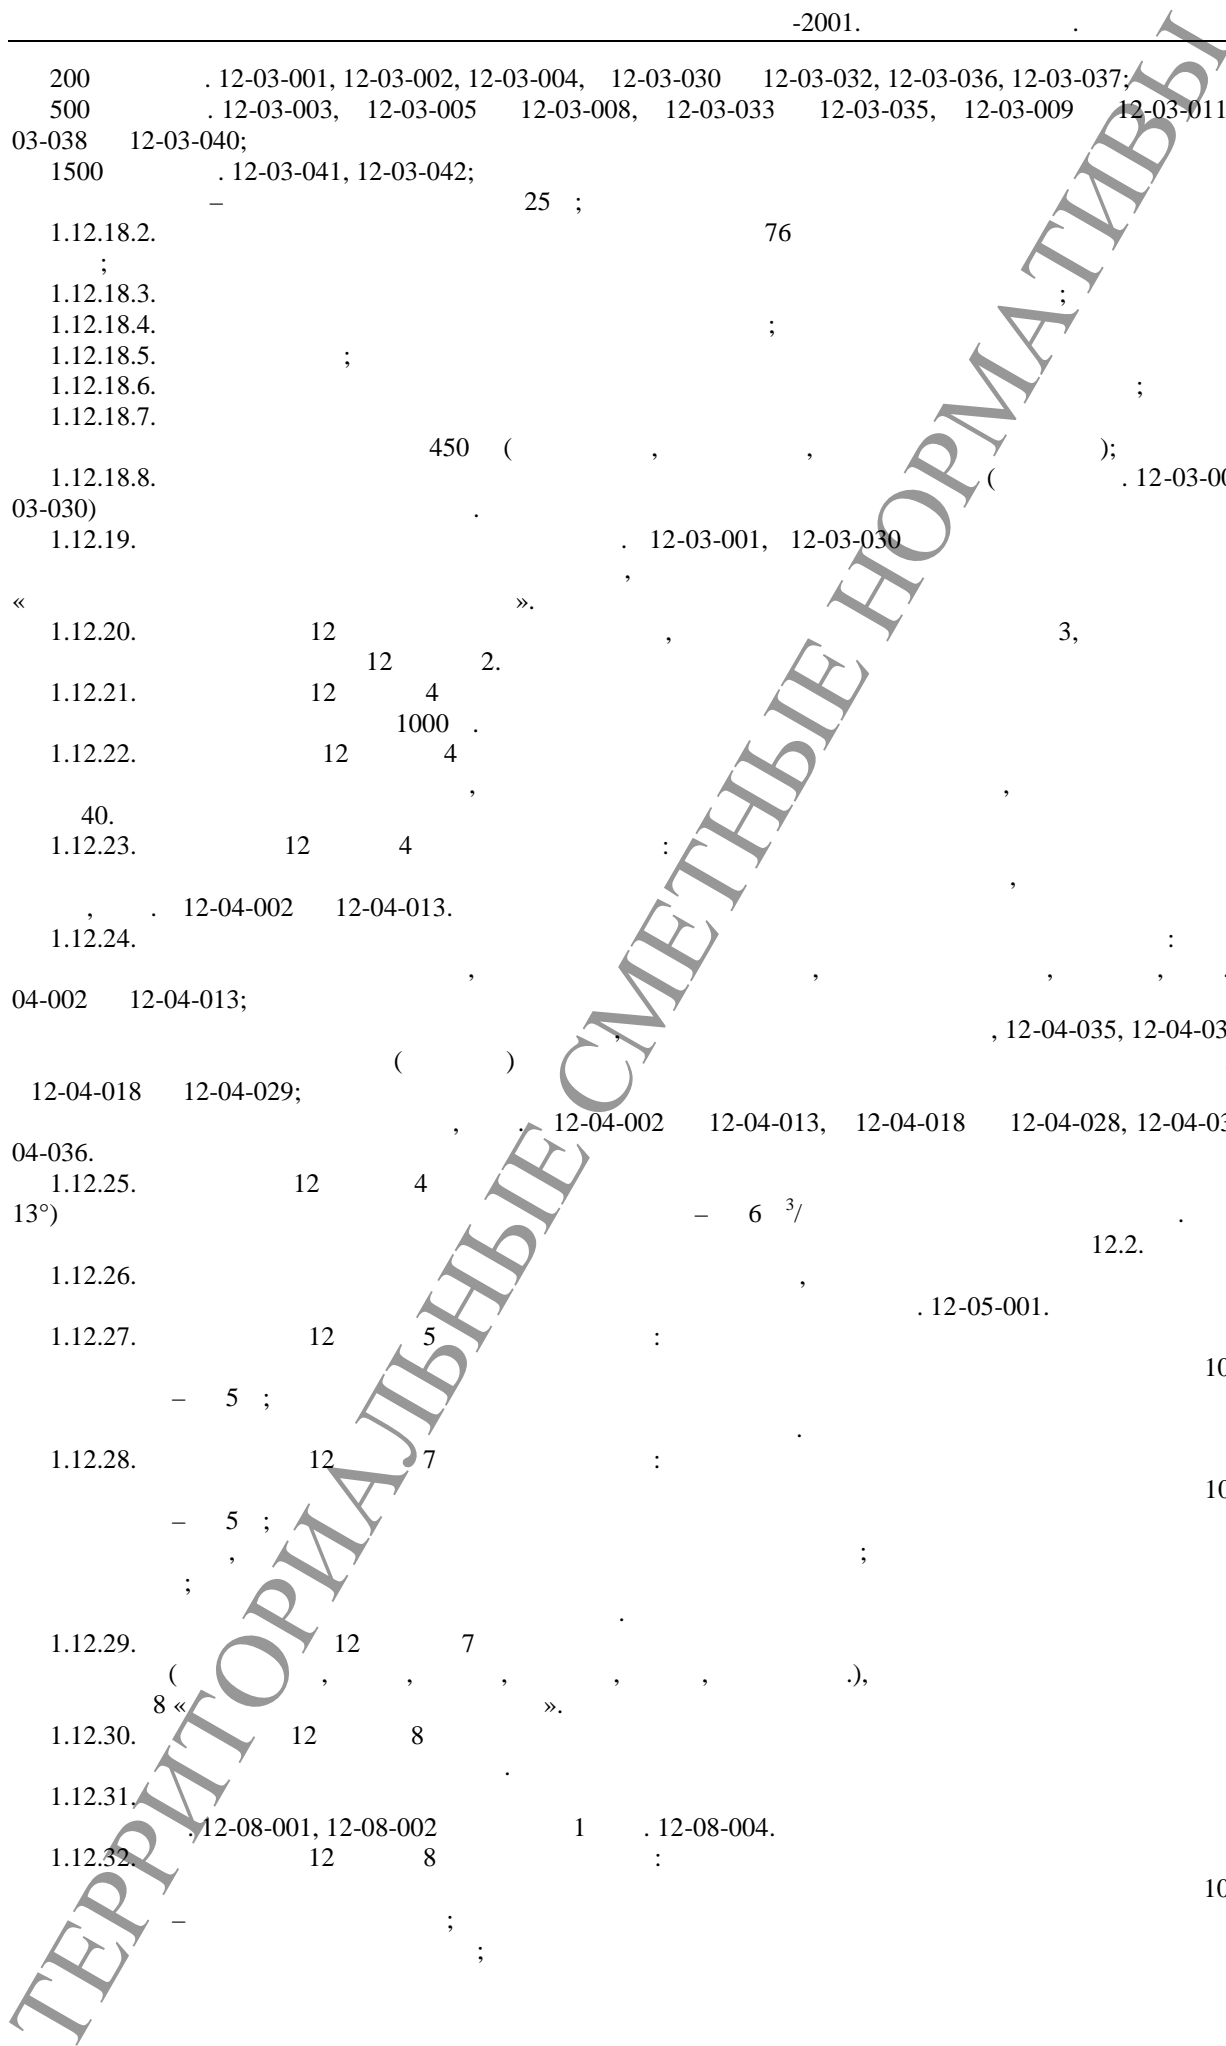 -2001. .
200 . 12-03-001, 12-03-002, 12-03-004, 12-03-030 12-03-032, 12-03-036, 12-03-037;
500 . 12-03-003, 12-03-005 12-03-008, 12-03-033 12-03-035, 12-03-009 12-03-011
03-038 12-03-040;
1500 . 12-03-041, 12-03-042;
– 25 ;
1.12.18.2. 76
;
1.12.18.3. ;
1.12.18.4. ;
1.12.18.5. ;
1.12.18.6. ;
1.12.18.7.
450 ( , , );
1.12.18.8. ( . 12-03-00
03-030) .
1.12.19. . 12-03-001, 12-03-030
,
« ».
1.12.20. 12 , 3,
12 2.
1.12.21. 12 4
1000 .
1.12.22. 12 4
, ,
40.
1.12.23. 12 4 :
,
, . 12-04-002 12-04-013.
1.12.24. :
, , , , .
04-002 12-04-013;
, , 12-04-035, 12-04-03
( )
12-04-018 12-04-029;
, . 12-04-002 12-04-013, 12-04-018 12-04-028, 12-04-03
04-036.
1.12.25. 12 4
13°) – 6 ³/ .
12.2.
1.12.26. ,
. 12-05-001.
1.12.27. 12 5 :
10
– 5 ;
.
1.12.28. 12 7 :
10
– 5 ;
, ;
;
.
1.12.29. 12 7
( , , , , , .),
8 « ».
1.12.30. 12 8
.
1.12.31.
. 12-08-001, 12-08-002 1 . 12-08-004.
1.12.32. 12 8 :
10
– ;
;
ТЕРРИТОРИАЛЬНЫЕ СМЕТНЫЕ НОРМАТИВЫ